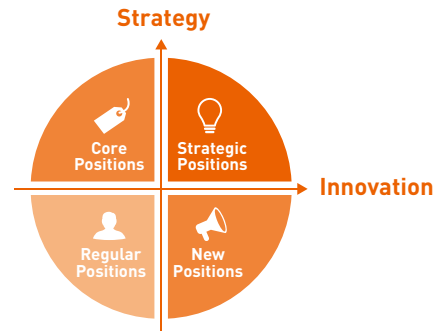 Strategy
Core
Positions
Strategic
Positions
Innovation
Regular
Positions
New
Positions